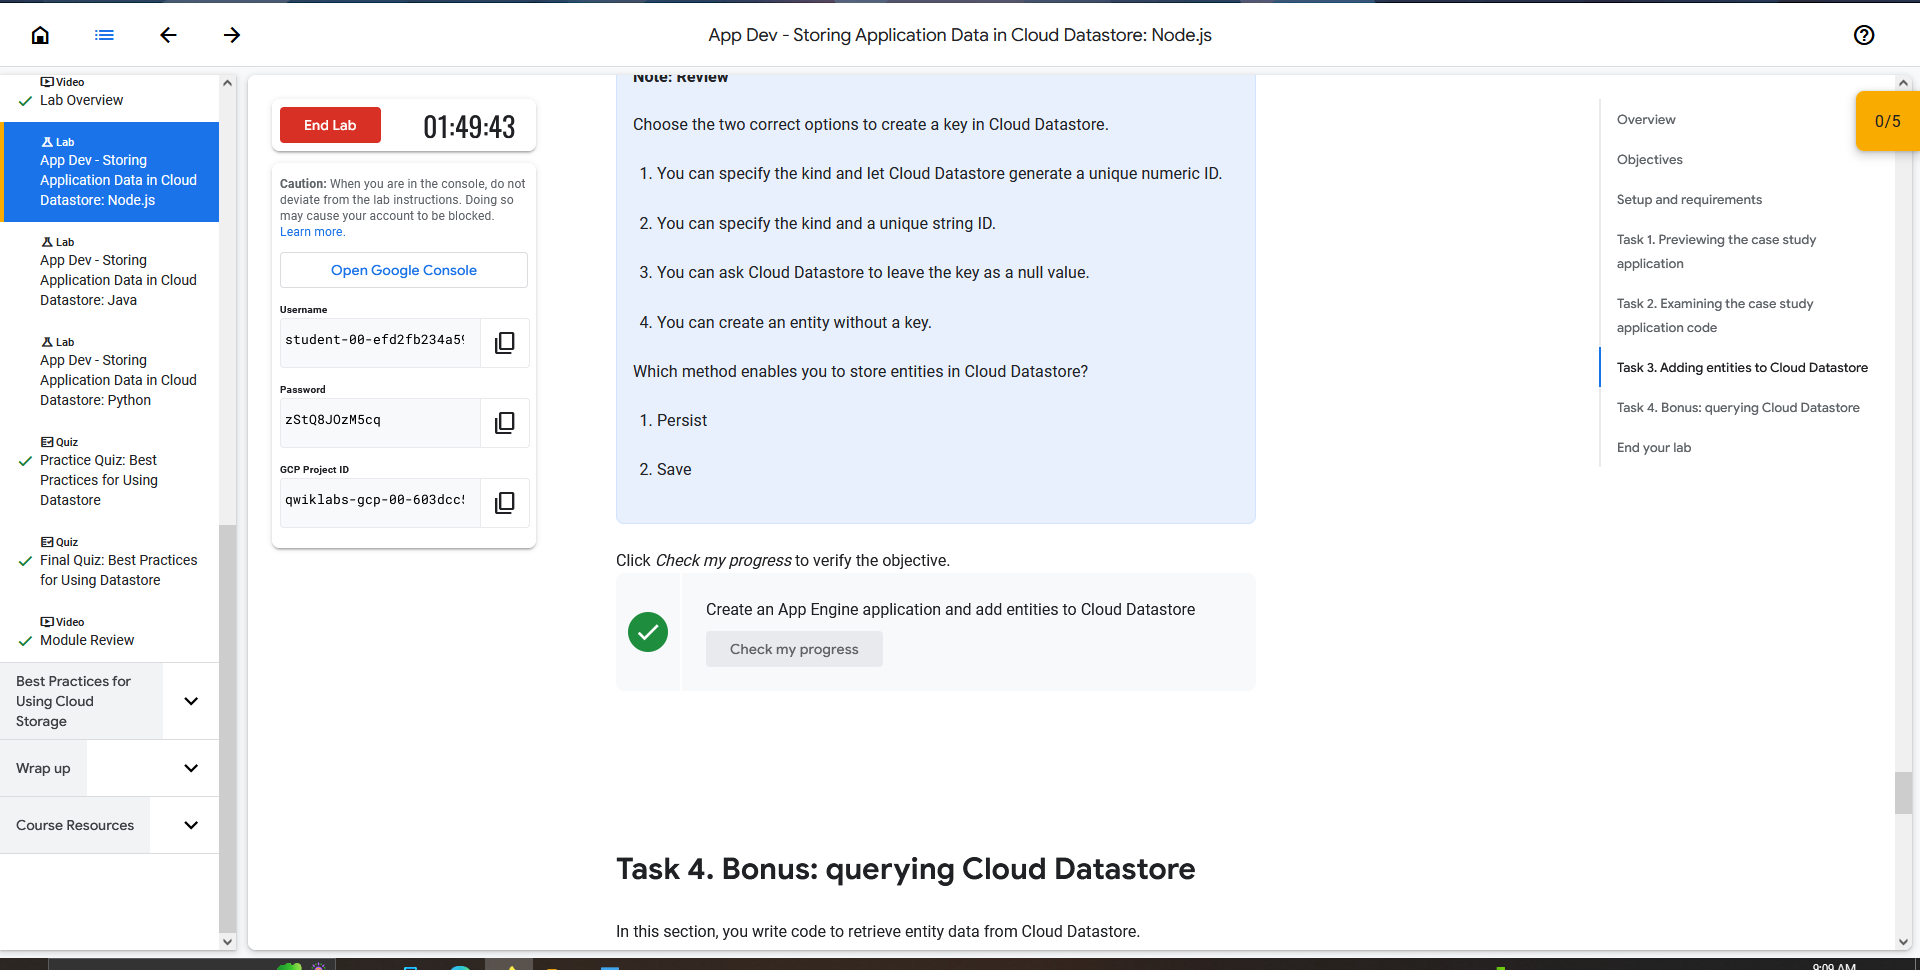 App Dev - Storing Application Data in Cloud Datastore: Node.js
Video
Lab Overview
Lab
App Dev - Storing
Application Data in Cloud
Datastore: Node.js
Lab
App Dev - Storing
Application Data in Cloud
Datastore: Java
Lab
App Dev - Storing
Application Data in Cloud
Datastore: Python
Quiz
Practice Quiz: Best
Practices for Using
Datastore
Quiz
Final Quiz: Best Practices
for Using Datastore
Video
Module Review
Best Practices for
Using Cloud
Storage
Wrap up
Course Resources
End Lab
01:49:43
Caution: When you are in the console, do not
deviate from the lab instructions. Doing so
may cause your account to be blocked.
Learn more.
Open Google Console
Username
student-00-efd2fb234a5
Password
zStQ8JOzM5cq
GCP Project ID
qwiklabs-gcp-00-603dcc
Note: Review
Choose the two correct options to create a key in Cloud Datastore.
1. You can specify the kind and let Cloud Datastore generate a unique numeric ID.
2. You can specify the kind and a unique string ID.
3. You can ask Cloud Datastore to leave the key as a null value.
4. You can create an entity without a key.
Which method enables you to store entities in Cloud Datastore?
1. Persist
2. Save
Click Check my progress to verify the objective.
Create an App Engine application and add entities to Cloud Datastore
Check my progress
Task 4. Bonus: querying Cloud Datastore
In this section, you write code to retrieve entity data from Cloud Datastore.
Overview
Objectives
Setup and requirements
Task 1. Previewing the case study
application
Task 2. Examining the case study
application code
Task 3. Adding entities to Cloud Datastore
Task 4. Bonus: querying Cloud Datastore
End your lab
0/5
9:09 AM